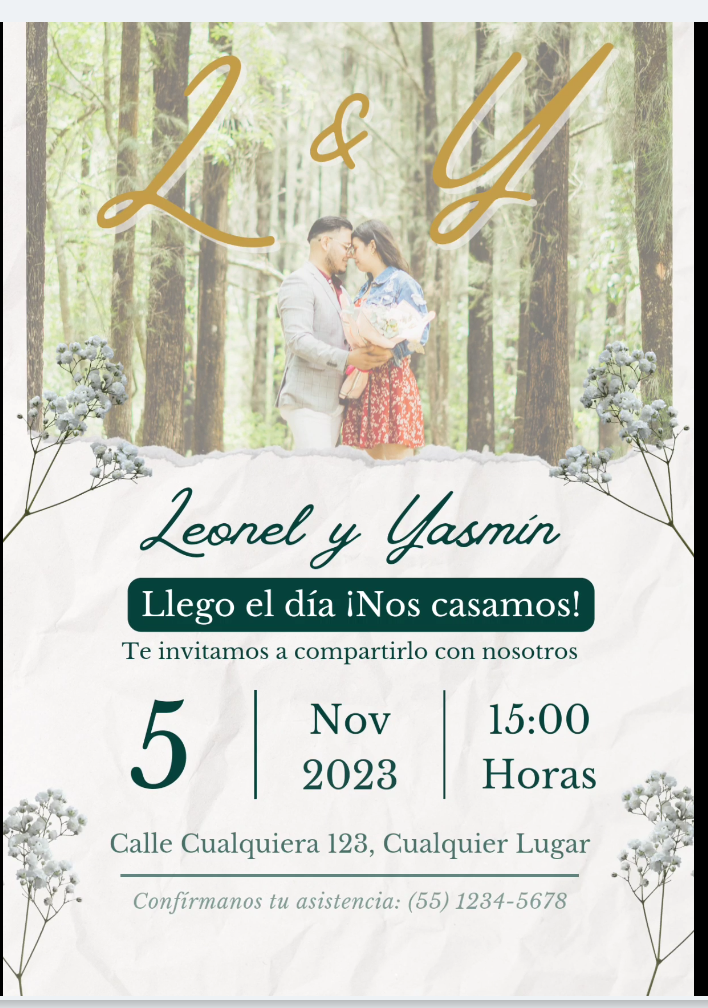 L & Y
Leonel y Yasmín
Llego el día ¡Nos casamos!
Te invitamos a compartirlo con nosotros
5
Nov
2023
15:00
Horas
Calle Cualquiera 123, Cualquier Lugar
Confírmanos tu asistencia: (55) 1234-5678